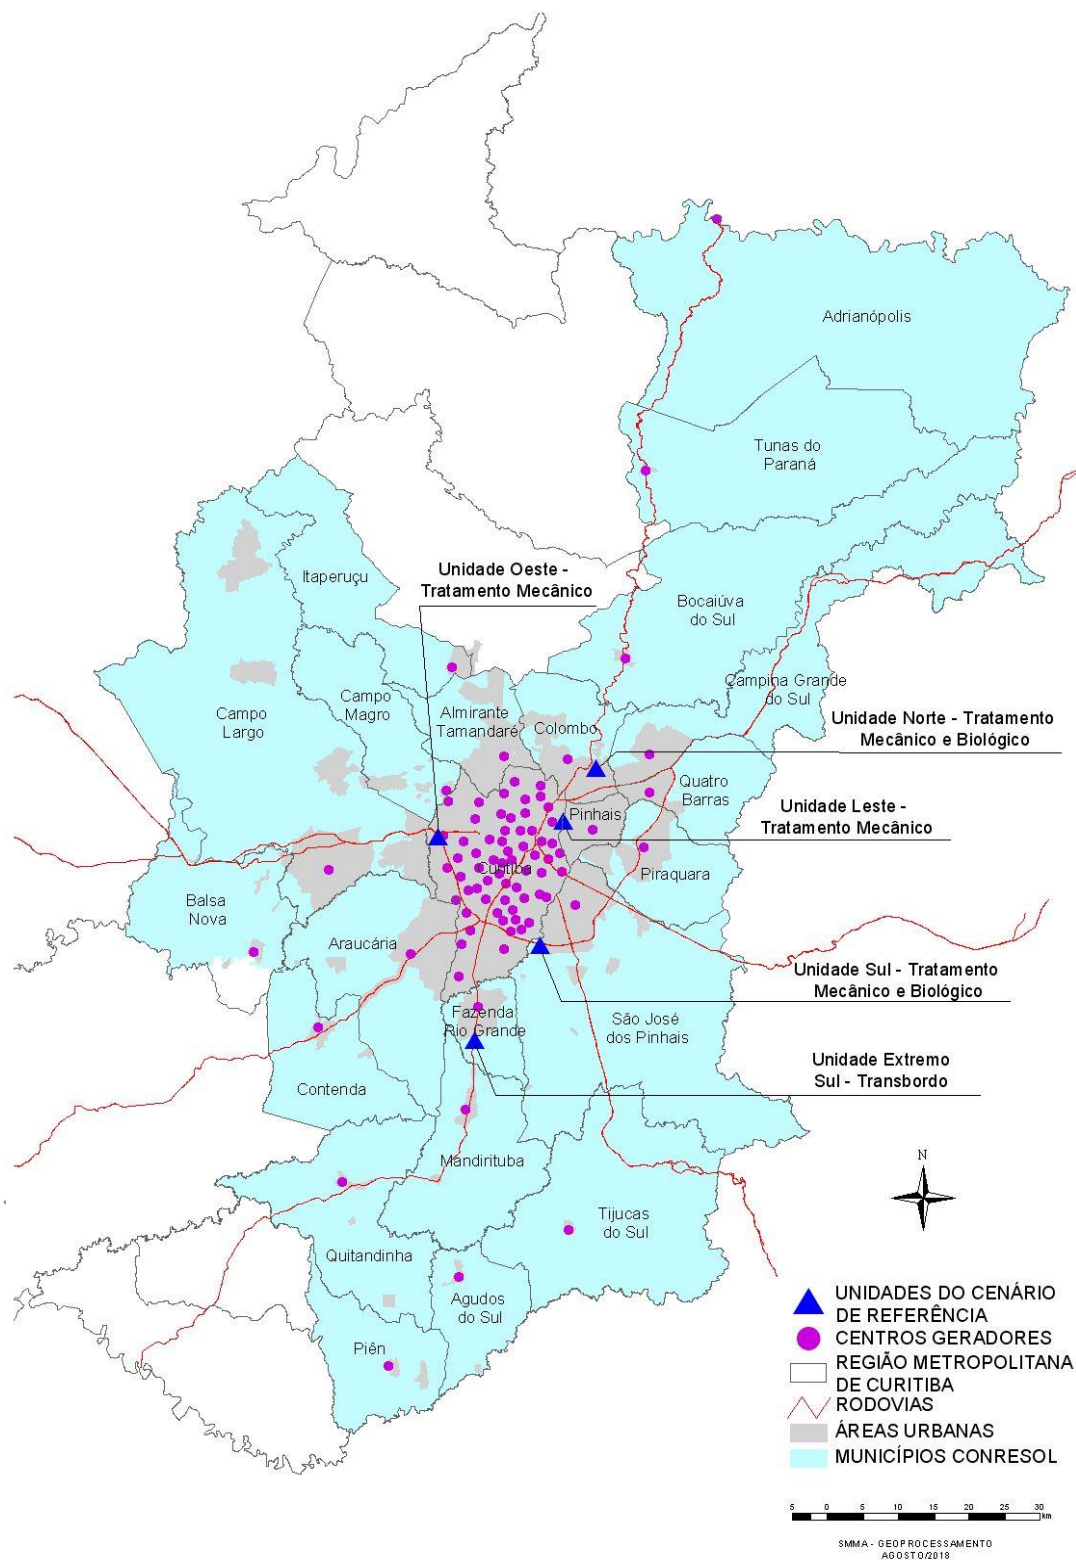 Adrianópolis
Tunas do
Paraná
Unidade Oeste -
Tratamento Mecânico
Itaperuçu
Bocaiúva
do Sul
Campina Grande
do Sul
Campo
Magro
Campo
Largo
Almirante
Tamandaré
Colombo
Unidade Norte - Tratamento
Mecânico e Biológico
Quatro
Barras
Unidade Leste -
Tratamento Mecânico
Pinhais
Curitiba
Piraquara
Balsa
Nova
Araucária
Unidade Sul - Tratamento
Mecânico e Biológico
Fazenda
Rio Grande
São José
dos Pinhais
Unidade Extremo
Sul - Transbordo
Contenda
Mandirituba
N
Tijucas
do Sul
Quitandinha
Agudos
do Sul
Piên
UNIDADES DO CENÁRIO
DE REFERÊNCIA
CENTROS GERADORES
REGIÃO METROPOLITANA
DE CURITIBA
RODOVIAS
ÁREAS URBANAS
MUNICÍPIOS CONRESOL
5 0 5 10 15 20 25 30
km
SMMA - GEOPROCESSAMENTO
AGOSTO/2018